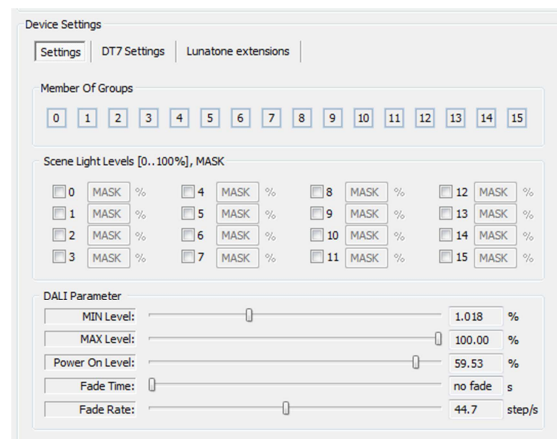 Device Settings
Settings DT7 Settings Lunatone extensions
Member Of Groups
0 1 2 3 4 5 6 7 8 9 10 11 12 13 14 15
Scene Light Levels [0..100%], MASK
0 MASK % 4 MASK % 8 MASK % 12 MASK %
1 MASK % 5 MASK % 9 MASK % 13 MASK %
2 MASK % 6 MASK % 10 MASK % 14 MASK %
3 MASK % 7 MASK % 11 MASK % 15 MASK %
DALI Parameter
MIN Level: 1.018 %
MAX Level: 100.00 %
Power On Level: 59.53 %
Fade Time: no fade s
Fade Rate: 44.7 step/s